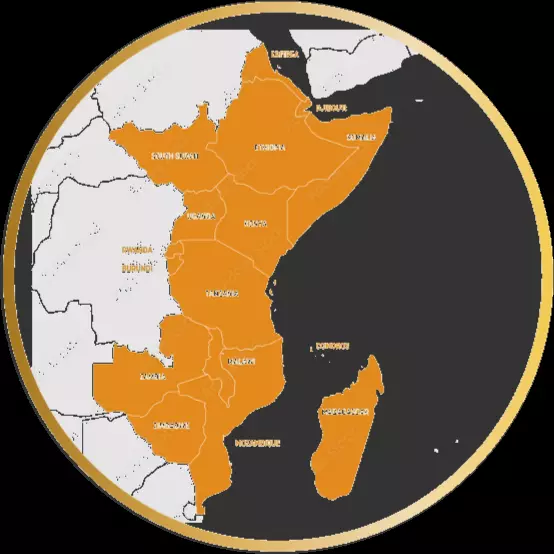 ERITREA
DJIBOUTI
SOMALIA
ETHIOPIA
SOUTH SUDAN
UGANDA
KENYA
RWANDA
BURUNDI
TANZANIA
COMOROS
MALAWI
ZAMBIA
MADAGASCAR
ZIMBABWE
MOZAMBIQUE